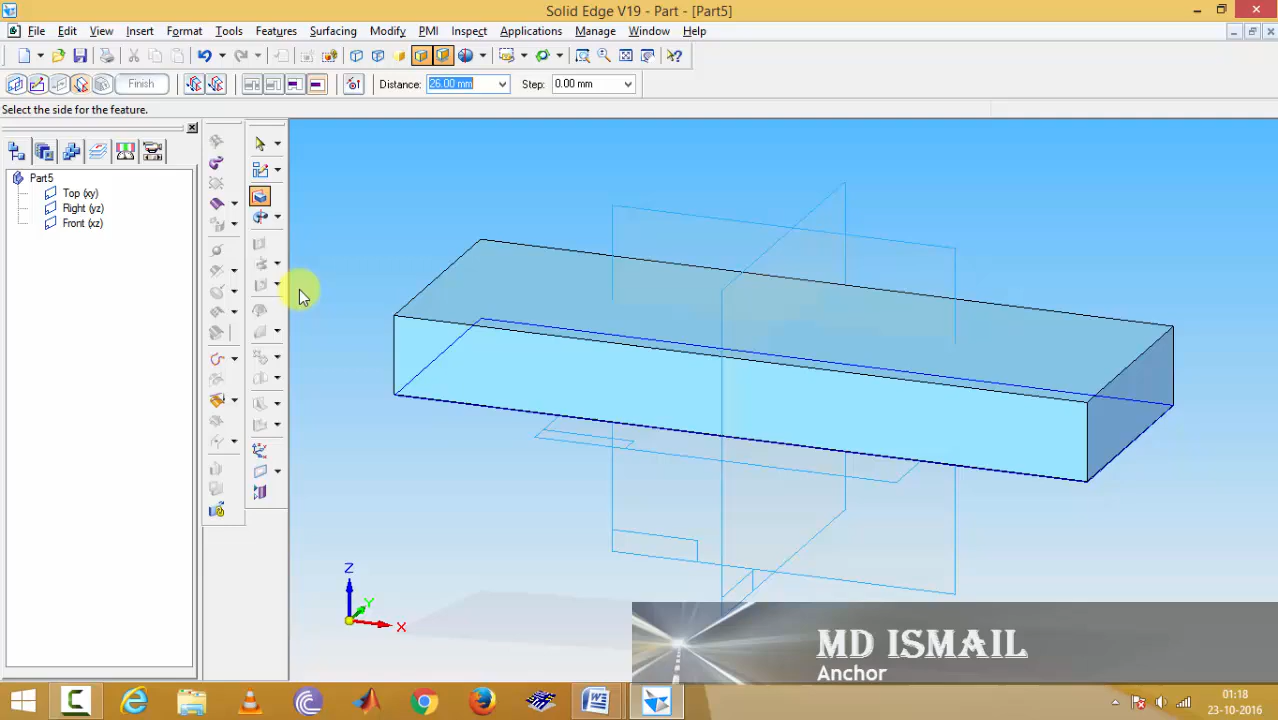 Solid Edge V19 - Part - [Part5]
File Edit View Insert Format Tools Features Surfacing Modify PMI Inspect Applications Manage Window Help
Finish Distance: 26.00 mm Step: 0.00 mm
Select the side for the feature.
Part5
Top (xy)
Right (yz)
Front (xz)
Z
Y
X
MD ISMAIL
Anchor
01:18
23-10-2016